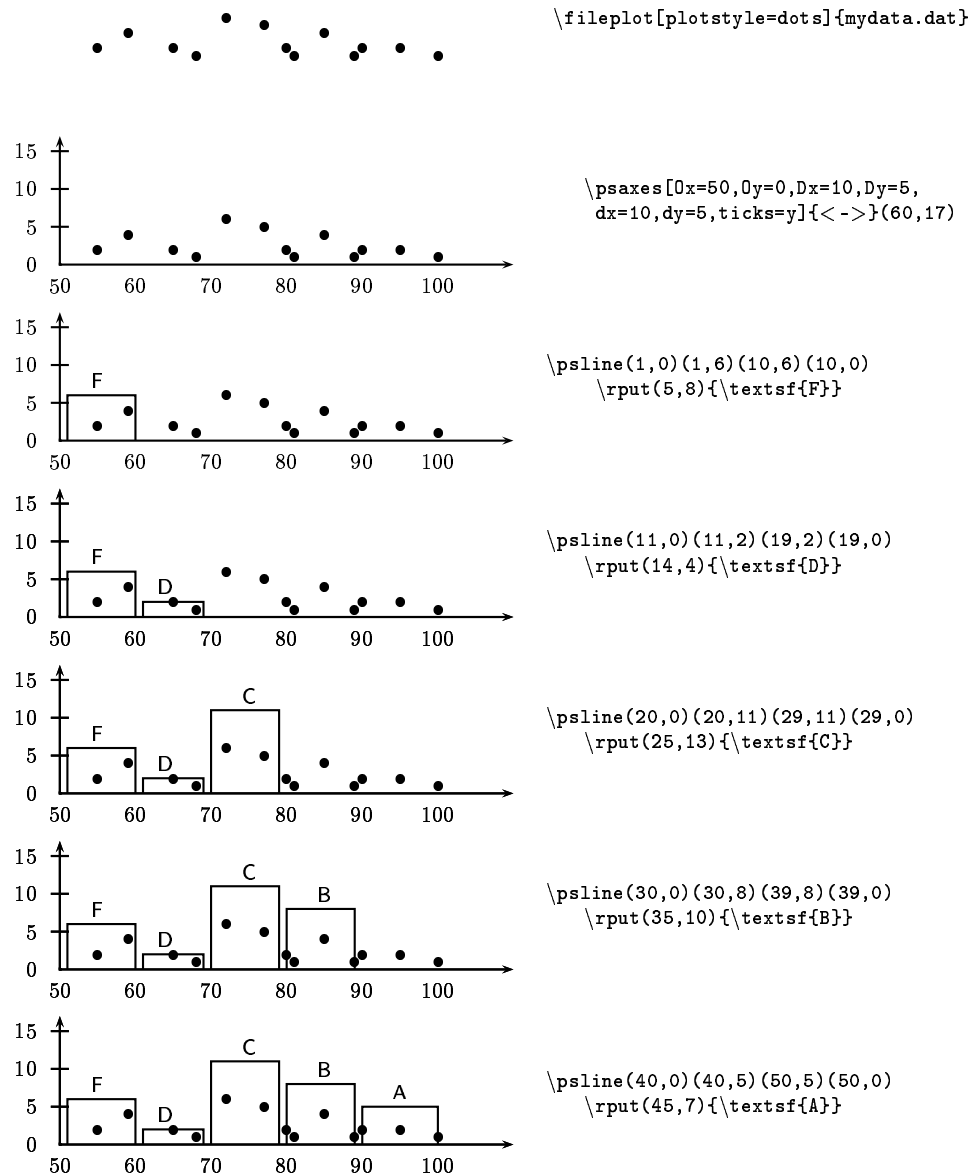 \fileplot[plotstyle=dots]{mydata.dat}
15
10
5
0
50 60 70 80 90 100
\psaxes[Ox=50,Oy=0,Dx=10,Dy=5,
dx=10,dy=5,ticks=y]{<->}(60,17)
15
10
F
5
0
50 60 70 80 90 100
\psline(1,0)(1,6)(10,6)(10,0)
\rput(5,8){\textsf{F}}
15
10
F
5
D
0
50 60 70 80 90 100
\psline(11,0)(11,2)(19,2)(19,0)
\rput(14,4){\textsf{D}}
15
C
10
F
5
D
0
50 60 70 80 90 100
\psline(20,0)(20,11)(29,11)(29,0)
\rput(25,13){\textsf{C}}
15
C
10
B
F
5
D
0
50 60 70 80 90 100
\psline(30,0)(30,8)(39,8)(39,0)
\rput(35,10){\textsf{B}}
15
C
10
B
A
F
5
D
0
50 60 70 80 90 100
\psline(40,0)(40,5)(50,5)(50,0)
\rput(45,7){\textsf{A}}